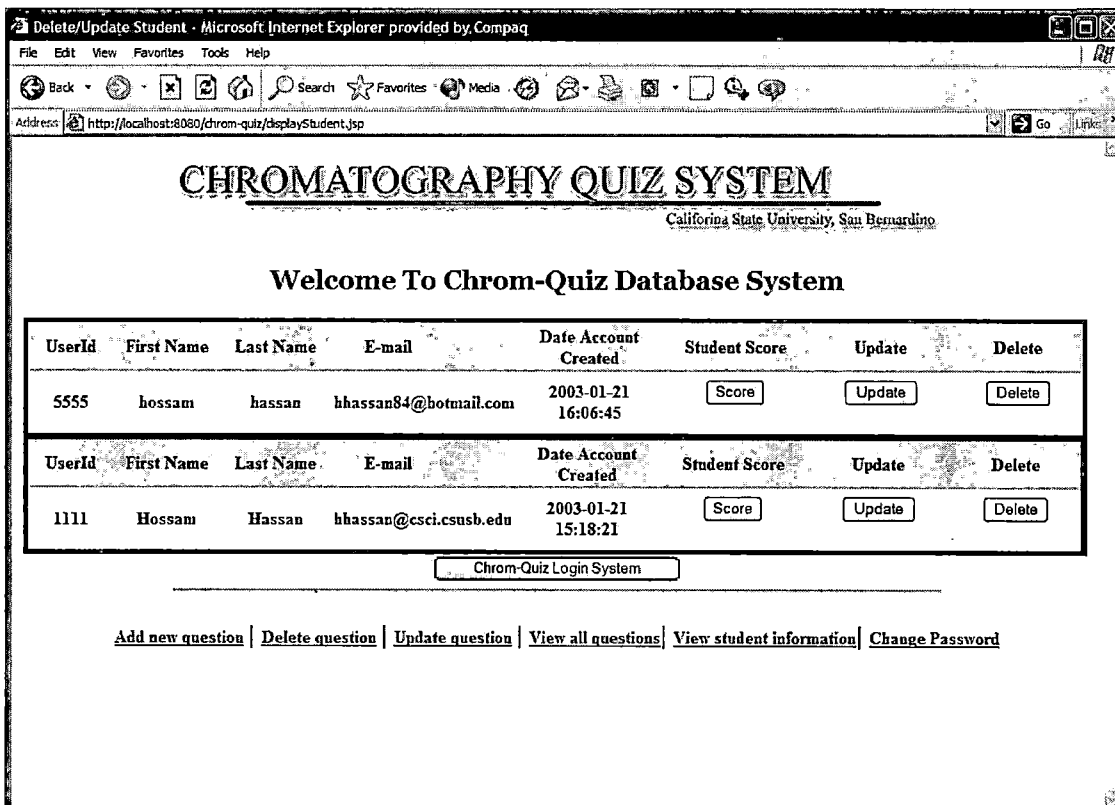 Delete/Update Student - Microsoft Internet Explorer provided by Compaq
File Edit View Favorites Tools Help
Back Search Favorites Media
Address http://localhost:8080/chrom-quiz/displayStudent.jsp Go Links
CHROMATOGRAPHY QUIZ SYSTEM
California State University, San Bernardino
Welcome To Chrom-Quiz Database System
UserId First Name Last Name E-mail Date Account Created Student Score Update Delete
5555 hossam hassan hhassan84@hotmail.com 2003-01-21 16:06:45 Score Update Delete
UserId First Name Last Name E-mail Date Account Created Student Score Update Delete
1111 Hossam Hassan hhassan@csci.csusb.edu 2003-01-21 15:18:21 Score Update Delete
Chrom-Quiz Login System
Add new question | Delete question | Update question | View all questions | View student information | Change Password